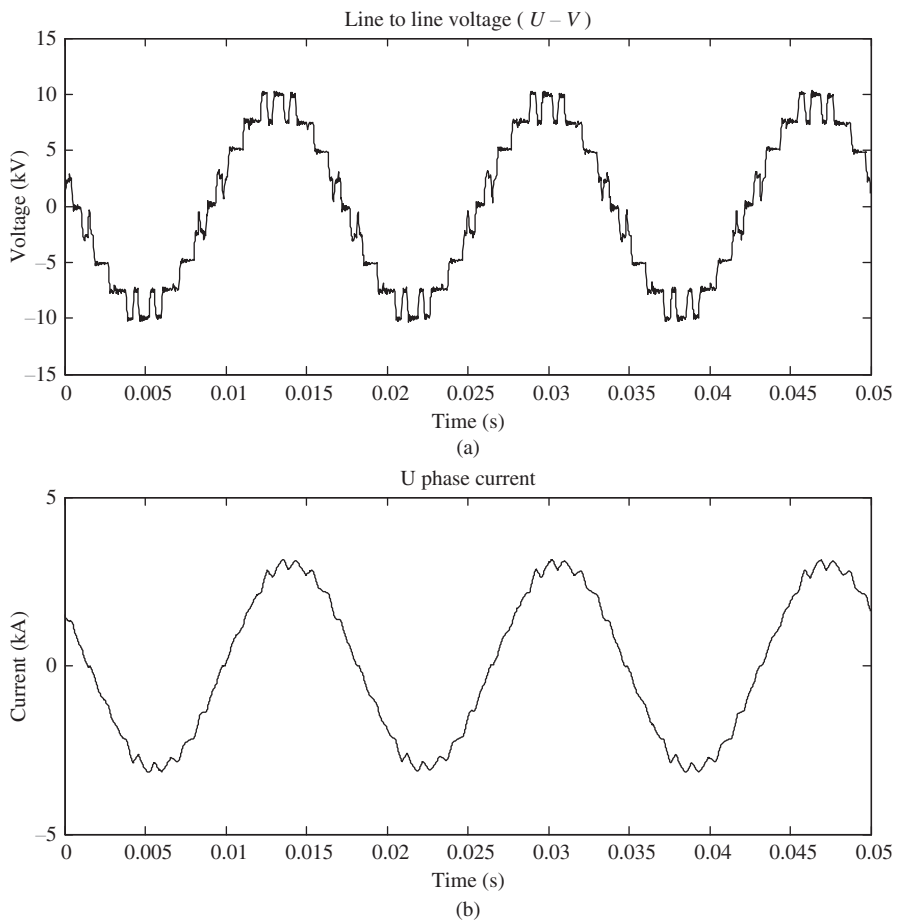 Line to line voltage ( U – V )
15
10
5
0
–5
–10
–15
Voltage (kV)
0 0.005 0.01 0.015 0.02 0.025 0.03 0.035 0.04 0.045 0.05
Time (s)
(a)
U phase current
5
0
–5
Current (kA)
0 0.005 0.01 0.015 0.02 0.025 0.03 0.035 0.04 0.045 0.05
Time (s)
(b)